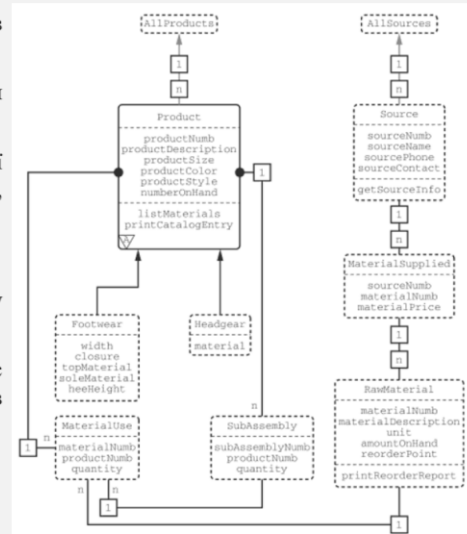 AllProducts
1
n
Product
productNumb
productDescription
productSize
productColor
productStyle
numberOnHand
listMaterials
printCatalogEntry
A
1
Footwear
width
closure
topMaterial
soleMaterial
heeHeight
Headgear
material
n
1
MaterialUse
materialNumb
productNumb
quantity
n
n
1
n
SubAssembly
subAssemblyNumb
productNumb
quantity
AllSources
1
n
Source
sourceNumb
sourceName
sourcePhone
sourceContact
getSourceInfo
1
n
MaterialSupplied
sourceNumb
materialNumb
materialPrice
1
n
RawMaterial
materialNumb
materialDescription
unit
amountOnHand
reorderPoint
printReorderReport
1